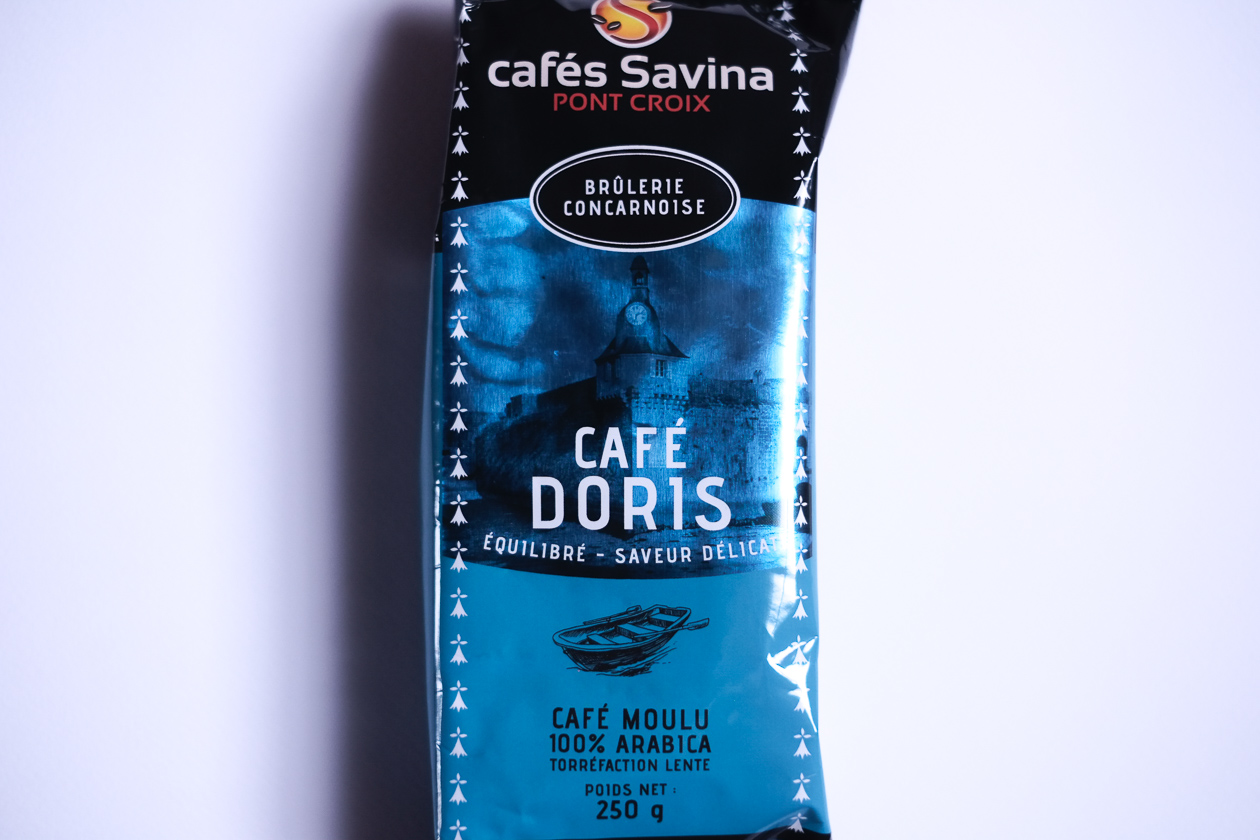 cafés Savina
PONT CROIX
BRÛLERIE
CONCARNOISE
CAFÉ
DORIS
ÉQUILIBRÉ - SAVEUR DÉLICATE
CAFÉ MOULU
100% ARABICA
TORRÉFACTION LENTE
POIDS NET :
250 g